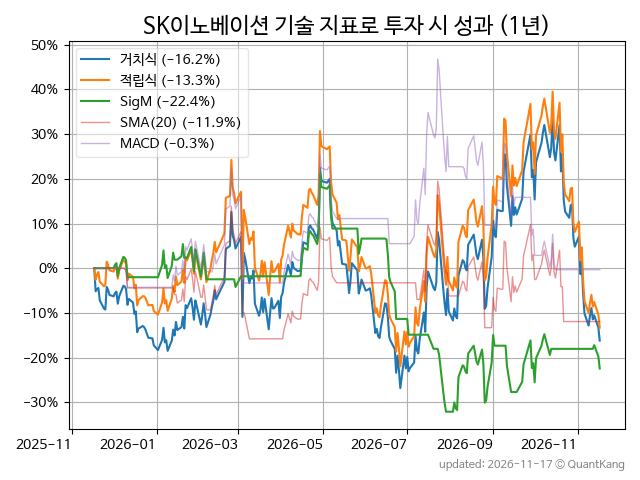 SK이노베이션 기술 지표로 투자 시 성과 (1년)
50%
40%
30%
20%
10%
0%
−10%
−20%
−30%
거치식 (−16.2%)
적립식 (−13.3%)
SigM (−22.4%)
SMA(20) (−11.9%)
MACD (−0.3%)
2025-11 2026-01 2026-03 2026-05 2026-07 2026-09 2026-11
updated: 2026-11-17 © QuantKang